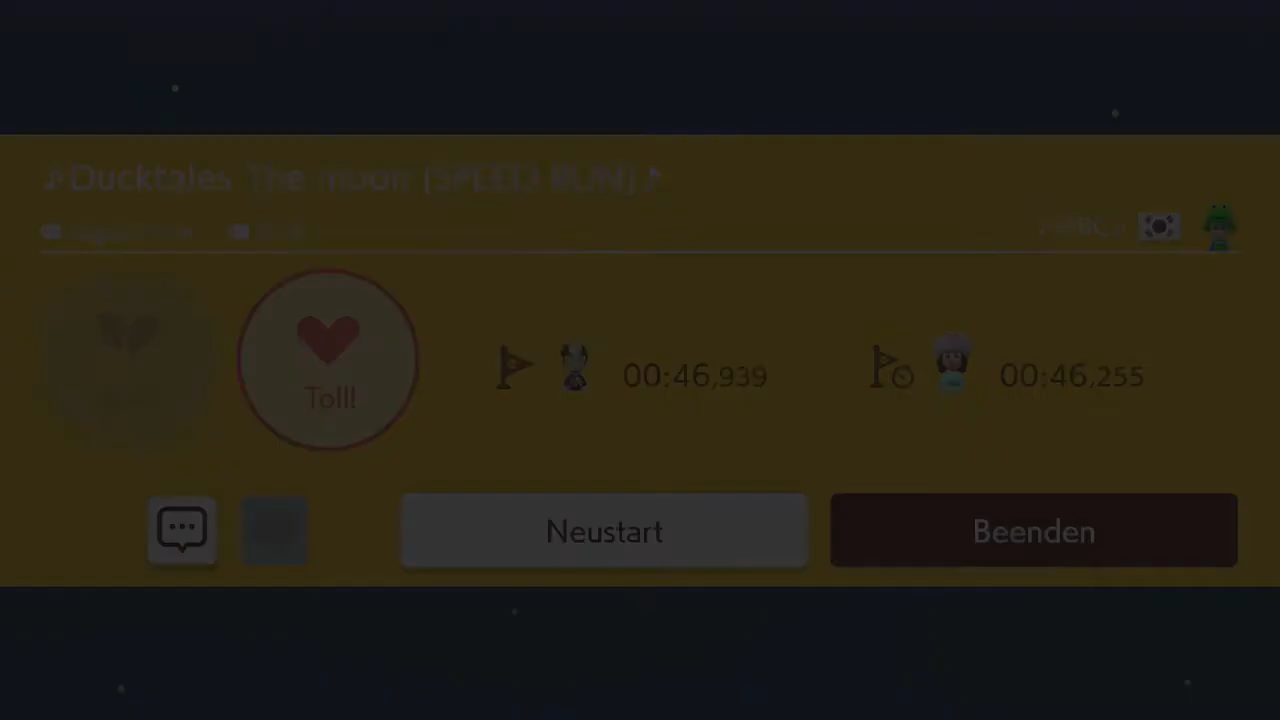 ♪Ducktales The moon [SPEED RUN]♪
Toll!
00:46,939
00:46,255
Neustart
Beenden